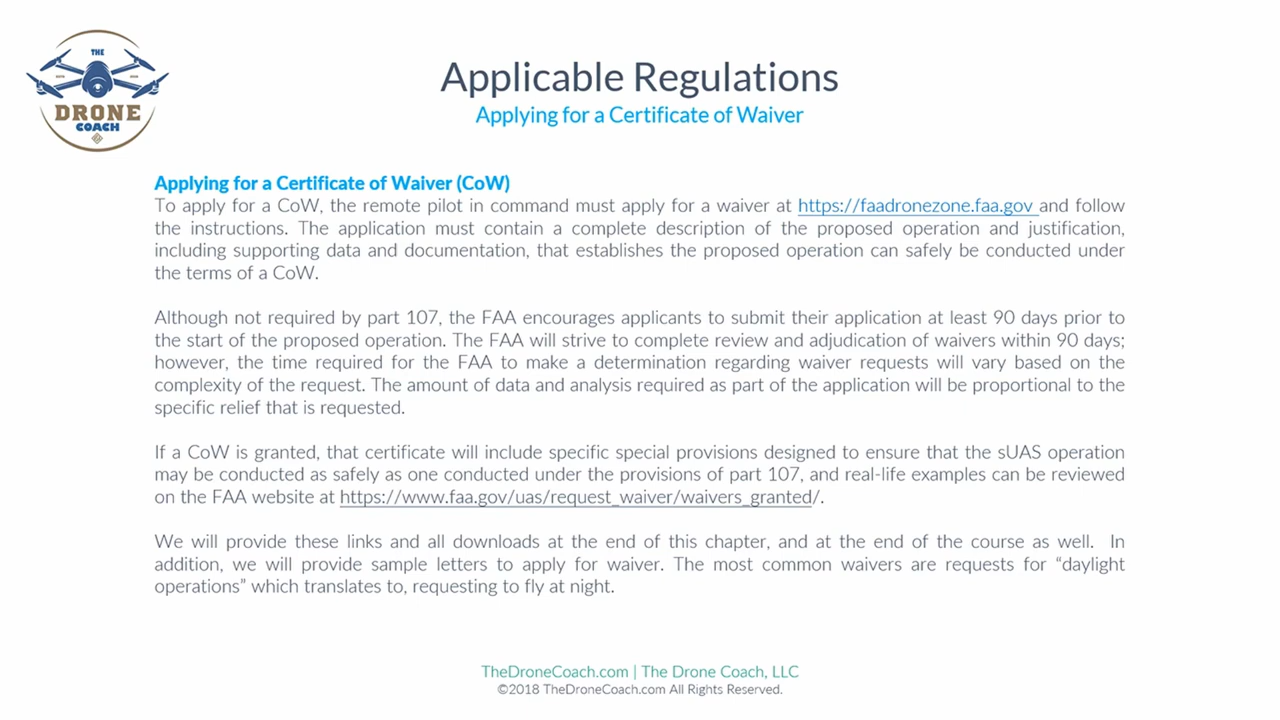 THE
DRONE
COACH
Applicable Regulations
Applying for a Certificate of Waiver
Applying for a Certificate of Waiver (CoW)
To apply for a CoW, the remote pilot in command must apply for a waiver at https://faadronezone.faa.gov and follow
the instructions. The application must contain a complete description of the proposed operation and justification,
including supporting data and documentation, that establishes the proposed operation can safely be conducted under
the terms of a CoW.
Although not required by part 107, the FAA encourages applicants to submit their application at least 90 days prior to
the start of the proposed operation. The FAA will strive to complete review and adjudication of waivers within 90 days;
however, the time required for the FAA to make a determination regarding waiver requests will vary based on the
complexity of the request. The amount of data and analysis required as part of the application will be proportional to the
specific relief that is requested.
If a CoW is granted, that certificate will include specific special provisions designed to ensure that the sUAS operation
may be conducted as safely as one conducted under the provisions of part 107, and real-life examples can be reviewed
on the FAA website at https://www.faa.gov/uas/request_waiver/waivers_granted/.
We will provide these links and all downloads at the end of this chapter, and at the end of the course as well. In
addition, we will provide sample letters to apply for waiver. The most common waivers are requests for “daylight
operations” which translates to, requesting to fly at night.
TheDroneCoach.com | The Drone Coach, LLC
©2018 TheDroneCoach.com All Rights Reserved.